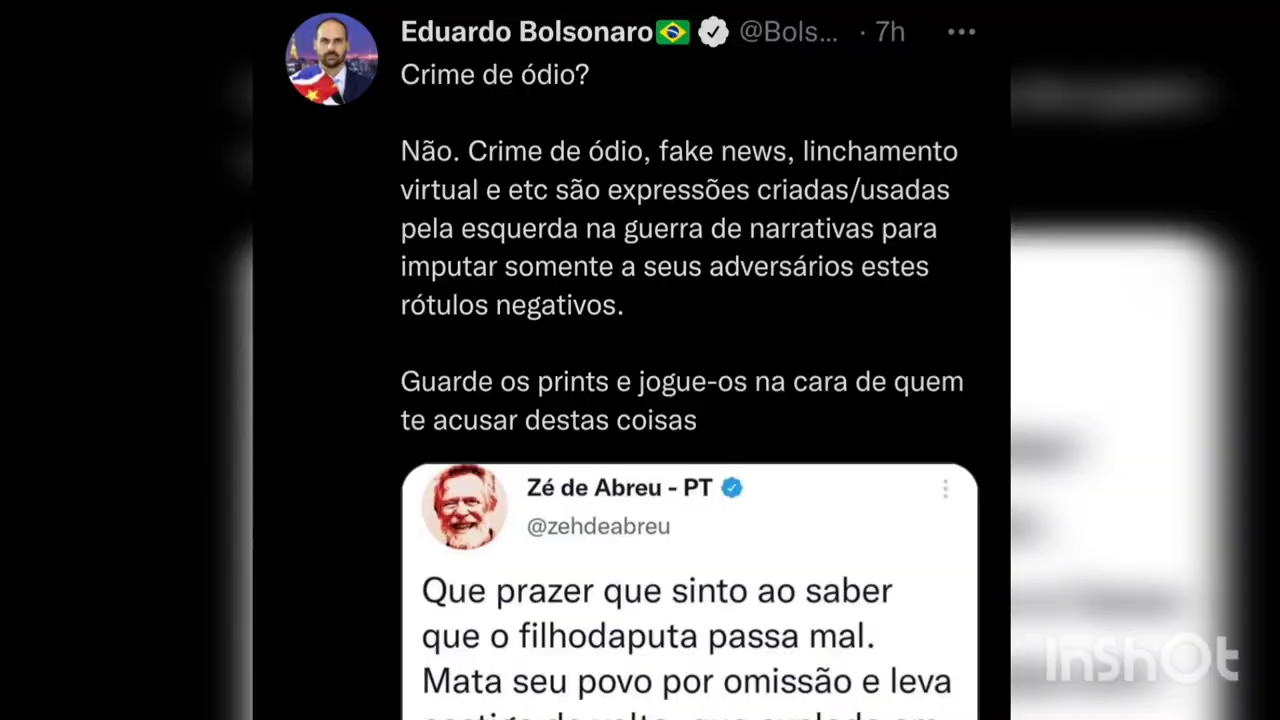 Eduardo Bolsonaro @Bols... · 7h
Crime de ódio?
Não. Crime de ódio, fake news, linchamento
virtual e etc são expressões criadas/usadas
pela esquerda na guerra de narrativas para
imputar somente a seus adversários estes
rótulos negativos.
Guarde os prints e jogue-os na cara de quem
te acusar destas coisas
Zé de Abreu - PT
@zehdeabreu
Que prazer que sinto ao saber
que o filhodaputa passa mal.
Mata seu povo por omissão e leva
InShOt